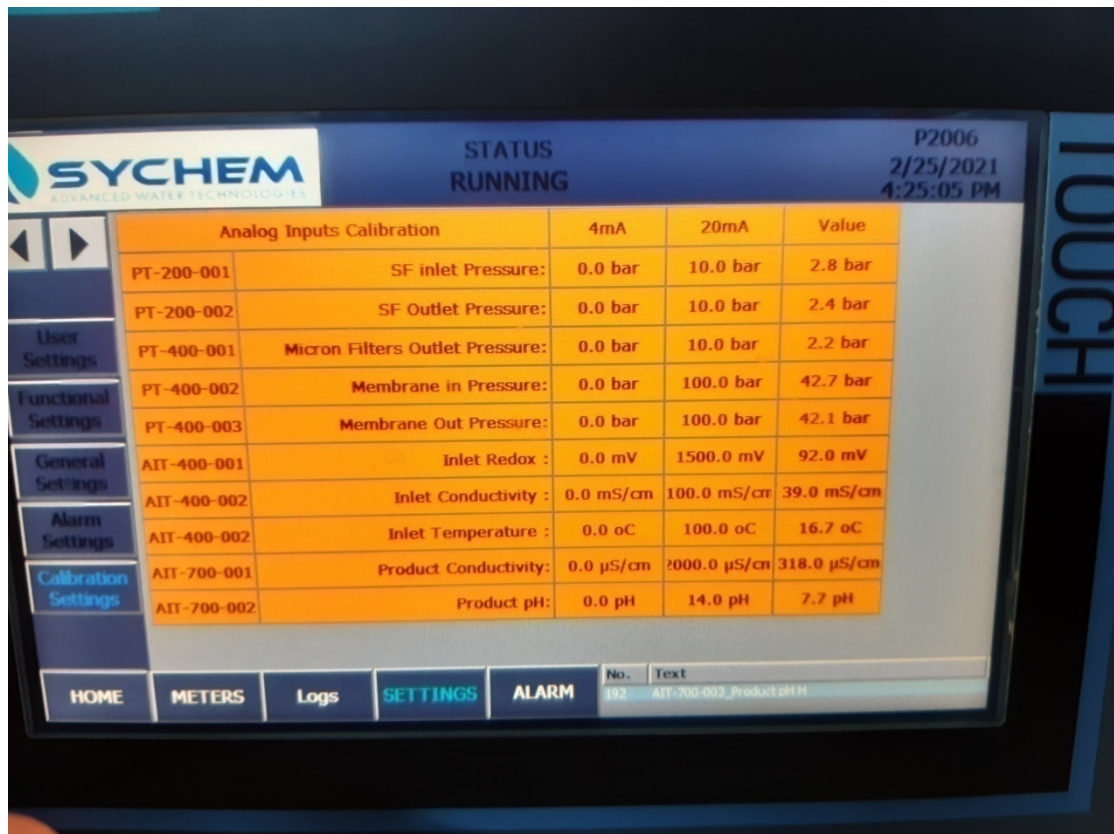 SYCHEM
ADVANCED WATER TECHNOLOGIES
STATUS
RUNNING
P2006
2/25/2021
4:25:05 PM
TOUCH
Analog Inputs Calibration 4mA 20mA Value
PT-200-001 SF inlet Pressure: 0.0 bar 10.0 bar 2.8 bar
PT-200-002 SF Outlet Pressure: 0.0 bar 10.0 bar 2.4 bar
PT-400-001 Micron Filters Outlet Pressure: 0.0 bar 10.0 bar 2.2 bar
PT-400-002 Membrane in Pressure: 0.0 bar 100.0 bar 42.7 bar
PT-400-003 Membrane Out Pressure: 0.0 bar 100.0 bar 42.1 bar
AIT-400-001 Inlet Redox : 0.0 mV 1500.0 mV 92.0 mV
AIT-400-002 Inlet Conductivity : 0.0 mS/cm 100.0 mS/cm 39.0 mS/cm
AIT-400-002 Inlet Temperature : 0.0 oC 100.0 oC 16.7 oC
AIT-700-001 Product Conductivity: 0.0 µS/cm 2000.0 µS/cm 318.0 µS/cm
AIT-700-002 Product pH: 0.0 pH 14.0 pH 7.7 pH
User
Settings
Functional
Settings
General
Settings
Alarm
Settings
Calibration
Settings
HOME METERS Logs SETTINGS ALARM
No. Text
192 AIT-700-002_Product pH H